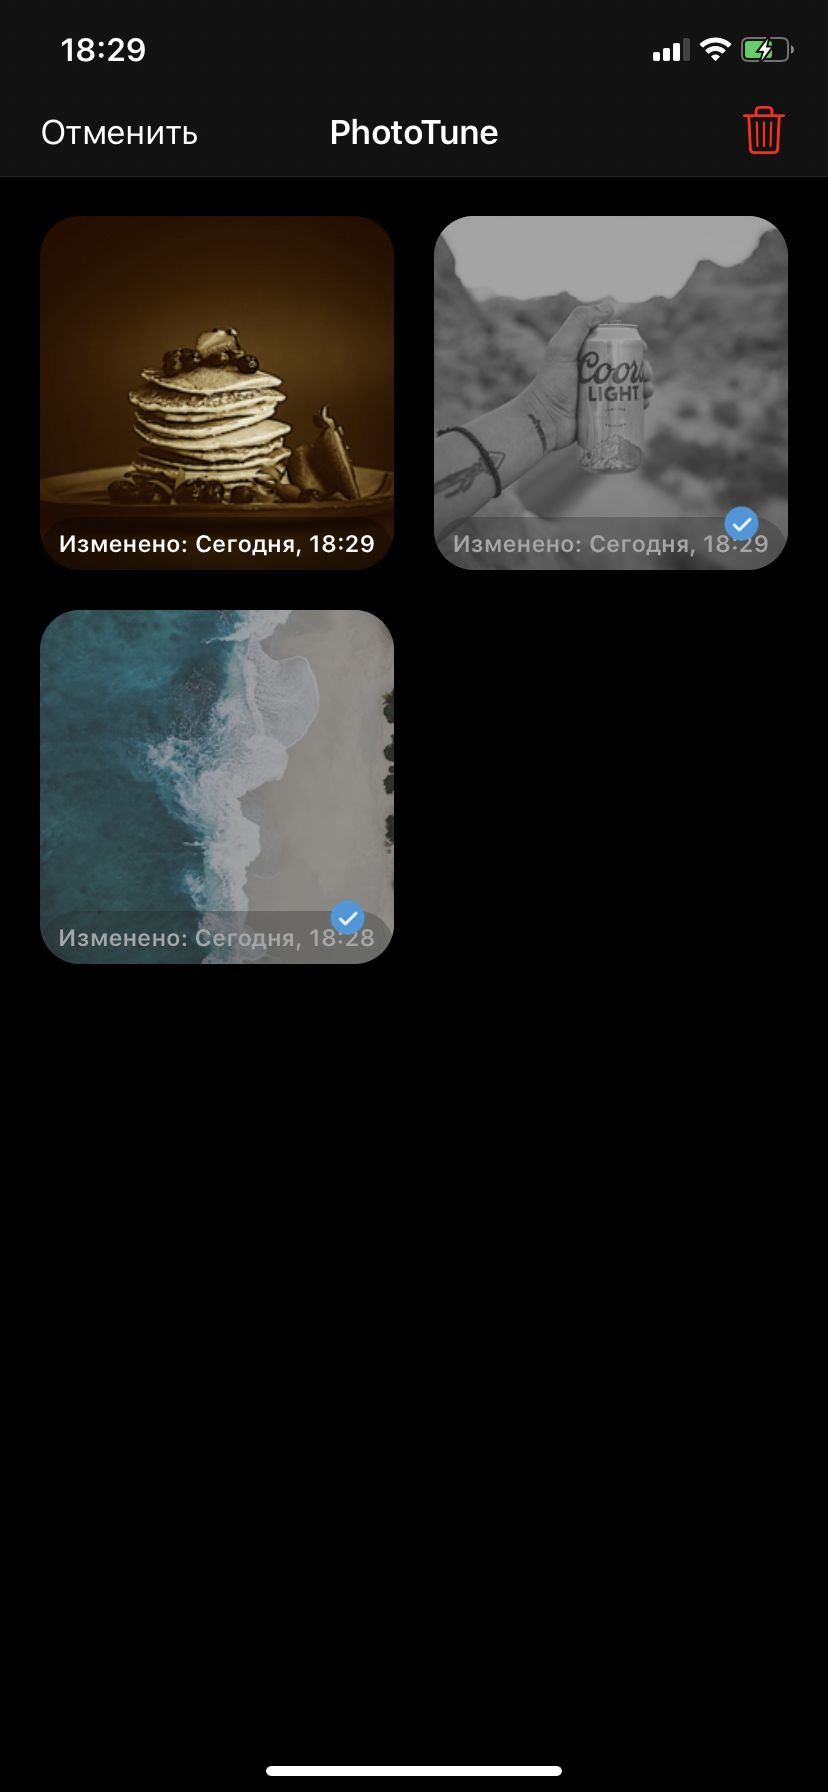 18:29
Отменить
PhotoTune
Изменено: Сегодня, 18:29
Coors
LIGHT
Изменено: Сегодня, 18:29
Изменено: Сегодня, 18:28